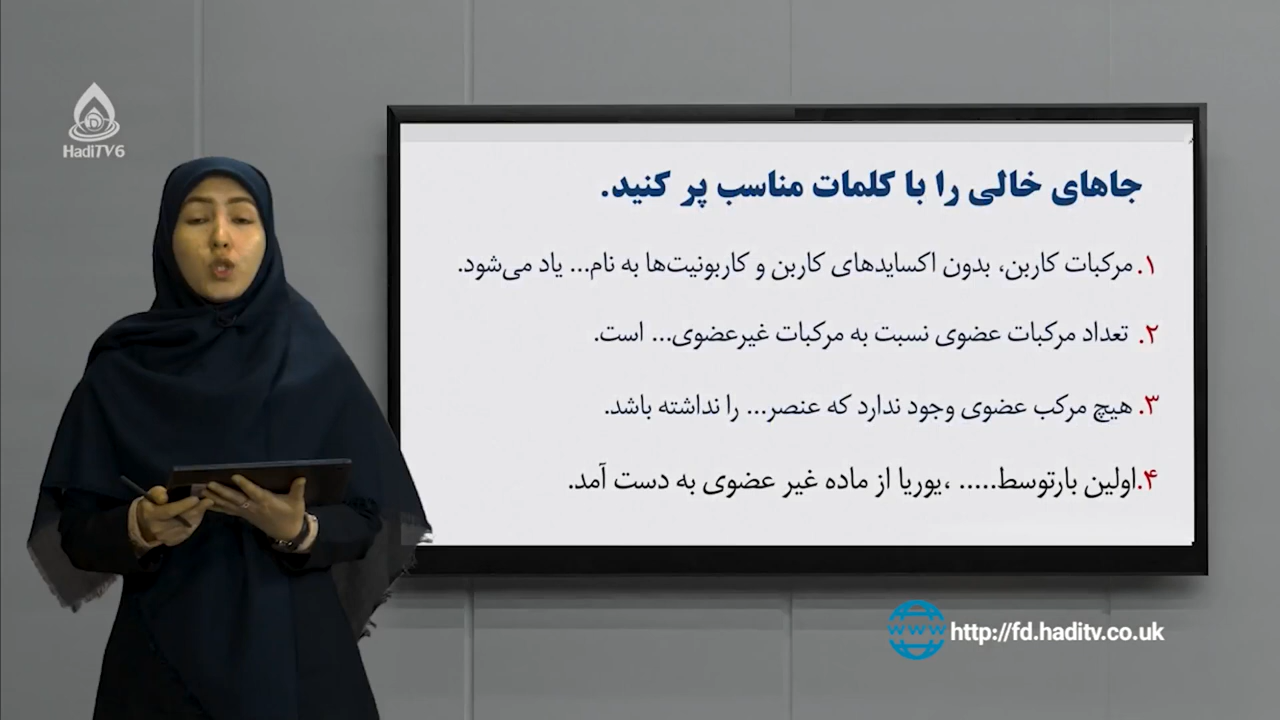 HadiTV6
جاهای خالی را با کلمات مناسب پر کنید.
۱. مرکبات کاربن، بدون اکسایدهای کاربن و کاربونیت‌ها به نام... یاد می‌شود.
۲. تعداد مرکبات عضوی نسبت به مرکبات غیرعضوی... است.
۳. هیچ مرکب عضوی وجود ندارد که عنصر... را نداشته باشد.
۴.اولین بارتوسط..... ،یوریا از ماده غیر عضوی به دست آمد.
www http://fd.haditv.co.uk